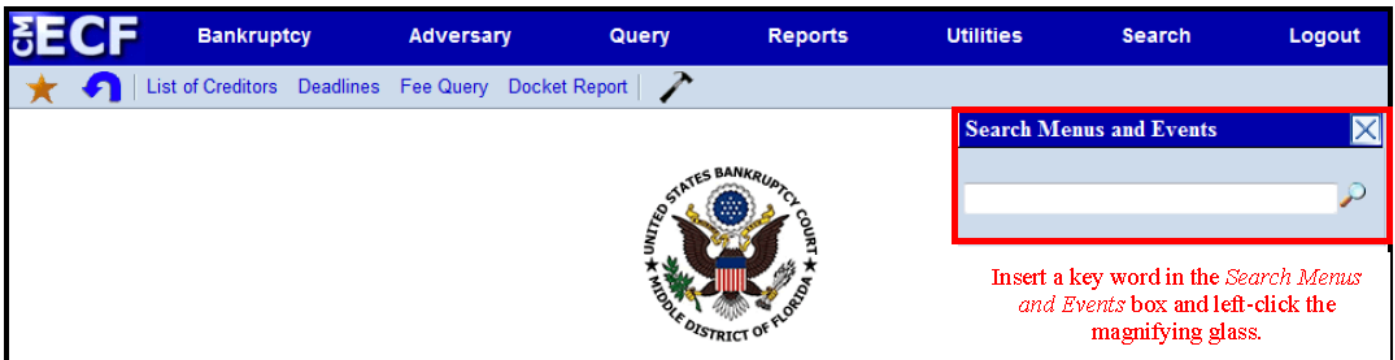 CM ECF Bankruptcy Adversary Query Reports Utilities Search Logout
List of Creditors Deadlines Fee Query Docket Report
Search Menus and Events
UNITED STATES BANKRUPTCY COURT
★ MIDDLE DISTRICT OF FLORIDA ★
Insert a key word in the Search Menus
and Events box and left-click the
magnifying glass.